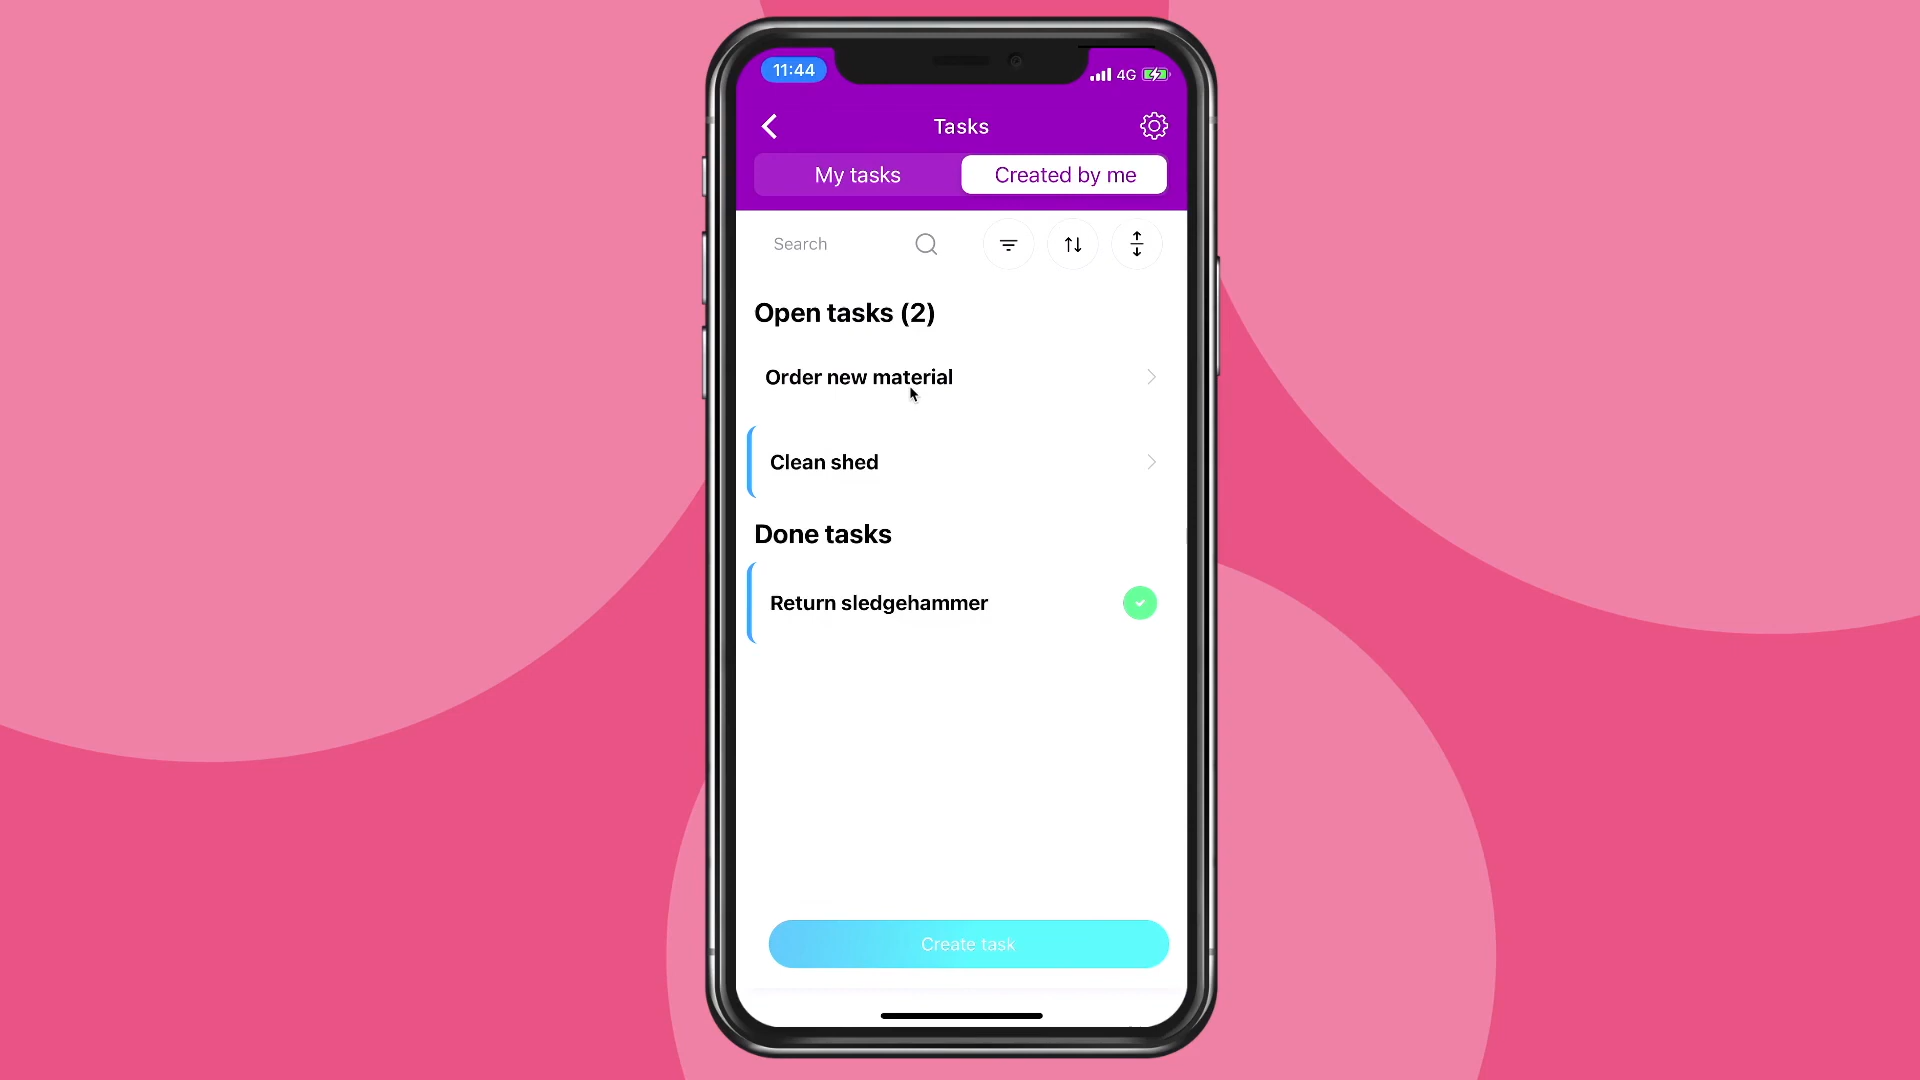 11:44
4G
Tasks
My tasks
Created by me
Search
Open tasks (2)
Order new material
Clean shed
Done tasks
Return sledgehammer
Create task